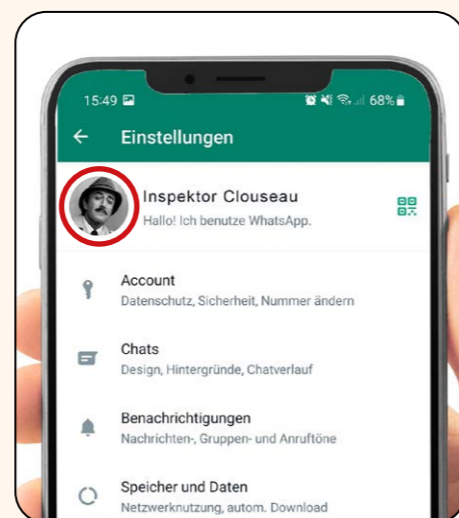 15:49 68%
Einstellungen
Inspektor Clouseau
Hallo! Ich benutze WhatsApp.
Account
Datenschutz, Sicherheit, Nummer ändern
Chats
Design, Hintergründe, Chatverlauf
Benachrichtigungen
Nachrichten-, Gruppen- und Anruftöne
Speicher und Daten
Netzwerknutzung, autom. Download